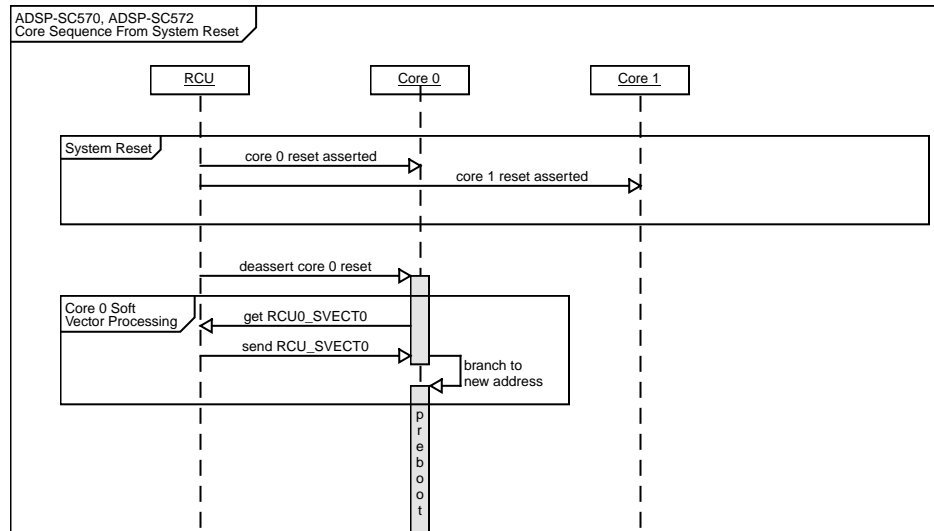 ADSP-SC570, ADSP-SC572
Core Sequence From System Reset
RCU
Core 0
Core 1
System Reset
core 0 reset asserted
core 1 reset asserted
deassert core 0 reset
Core 0 Soft
Vector Processing
get RCU0_SVECT0
send RCU_SVECT0
branch to
new address
preboot